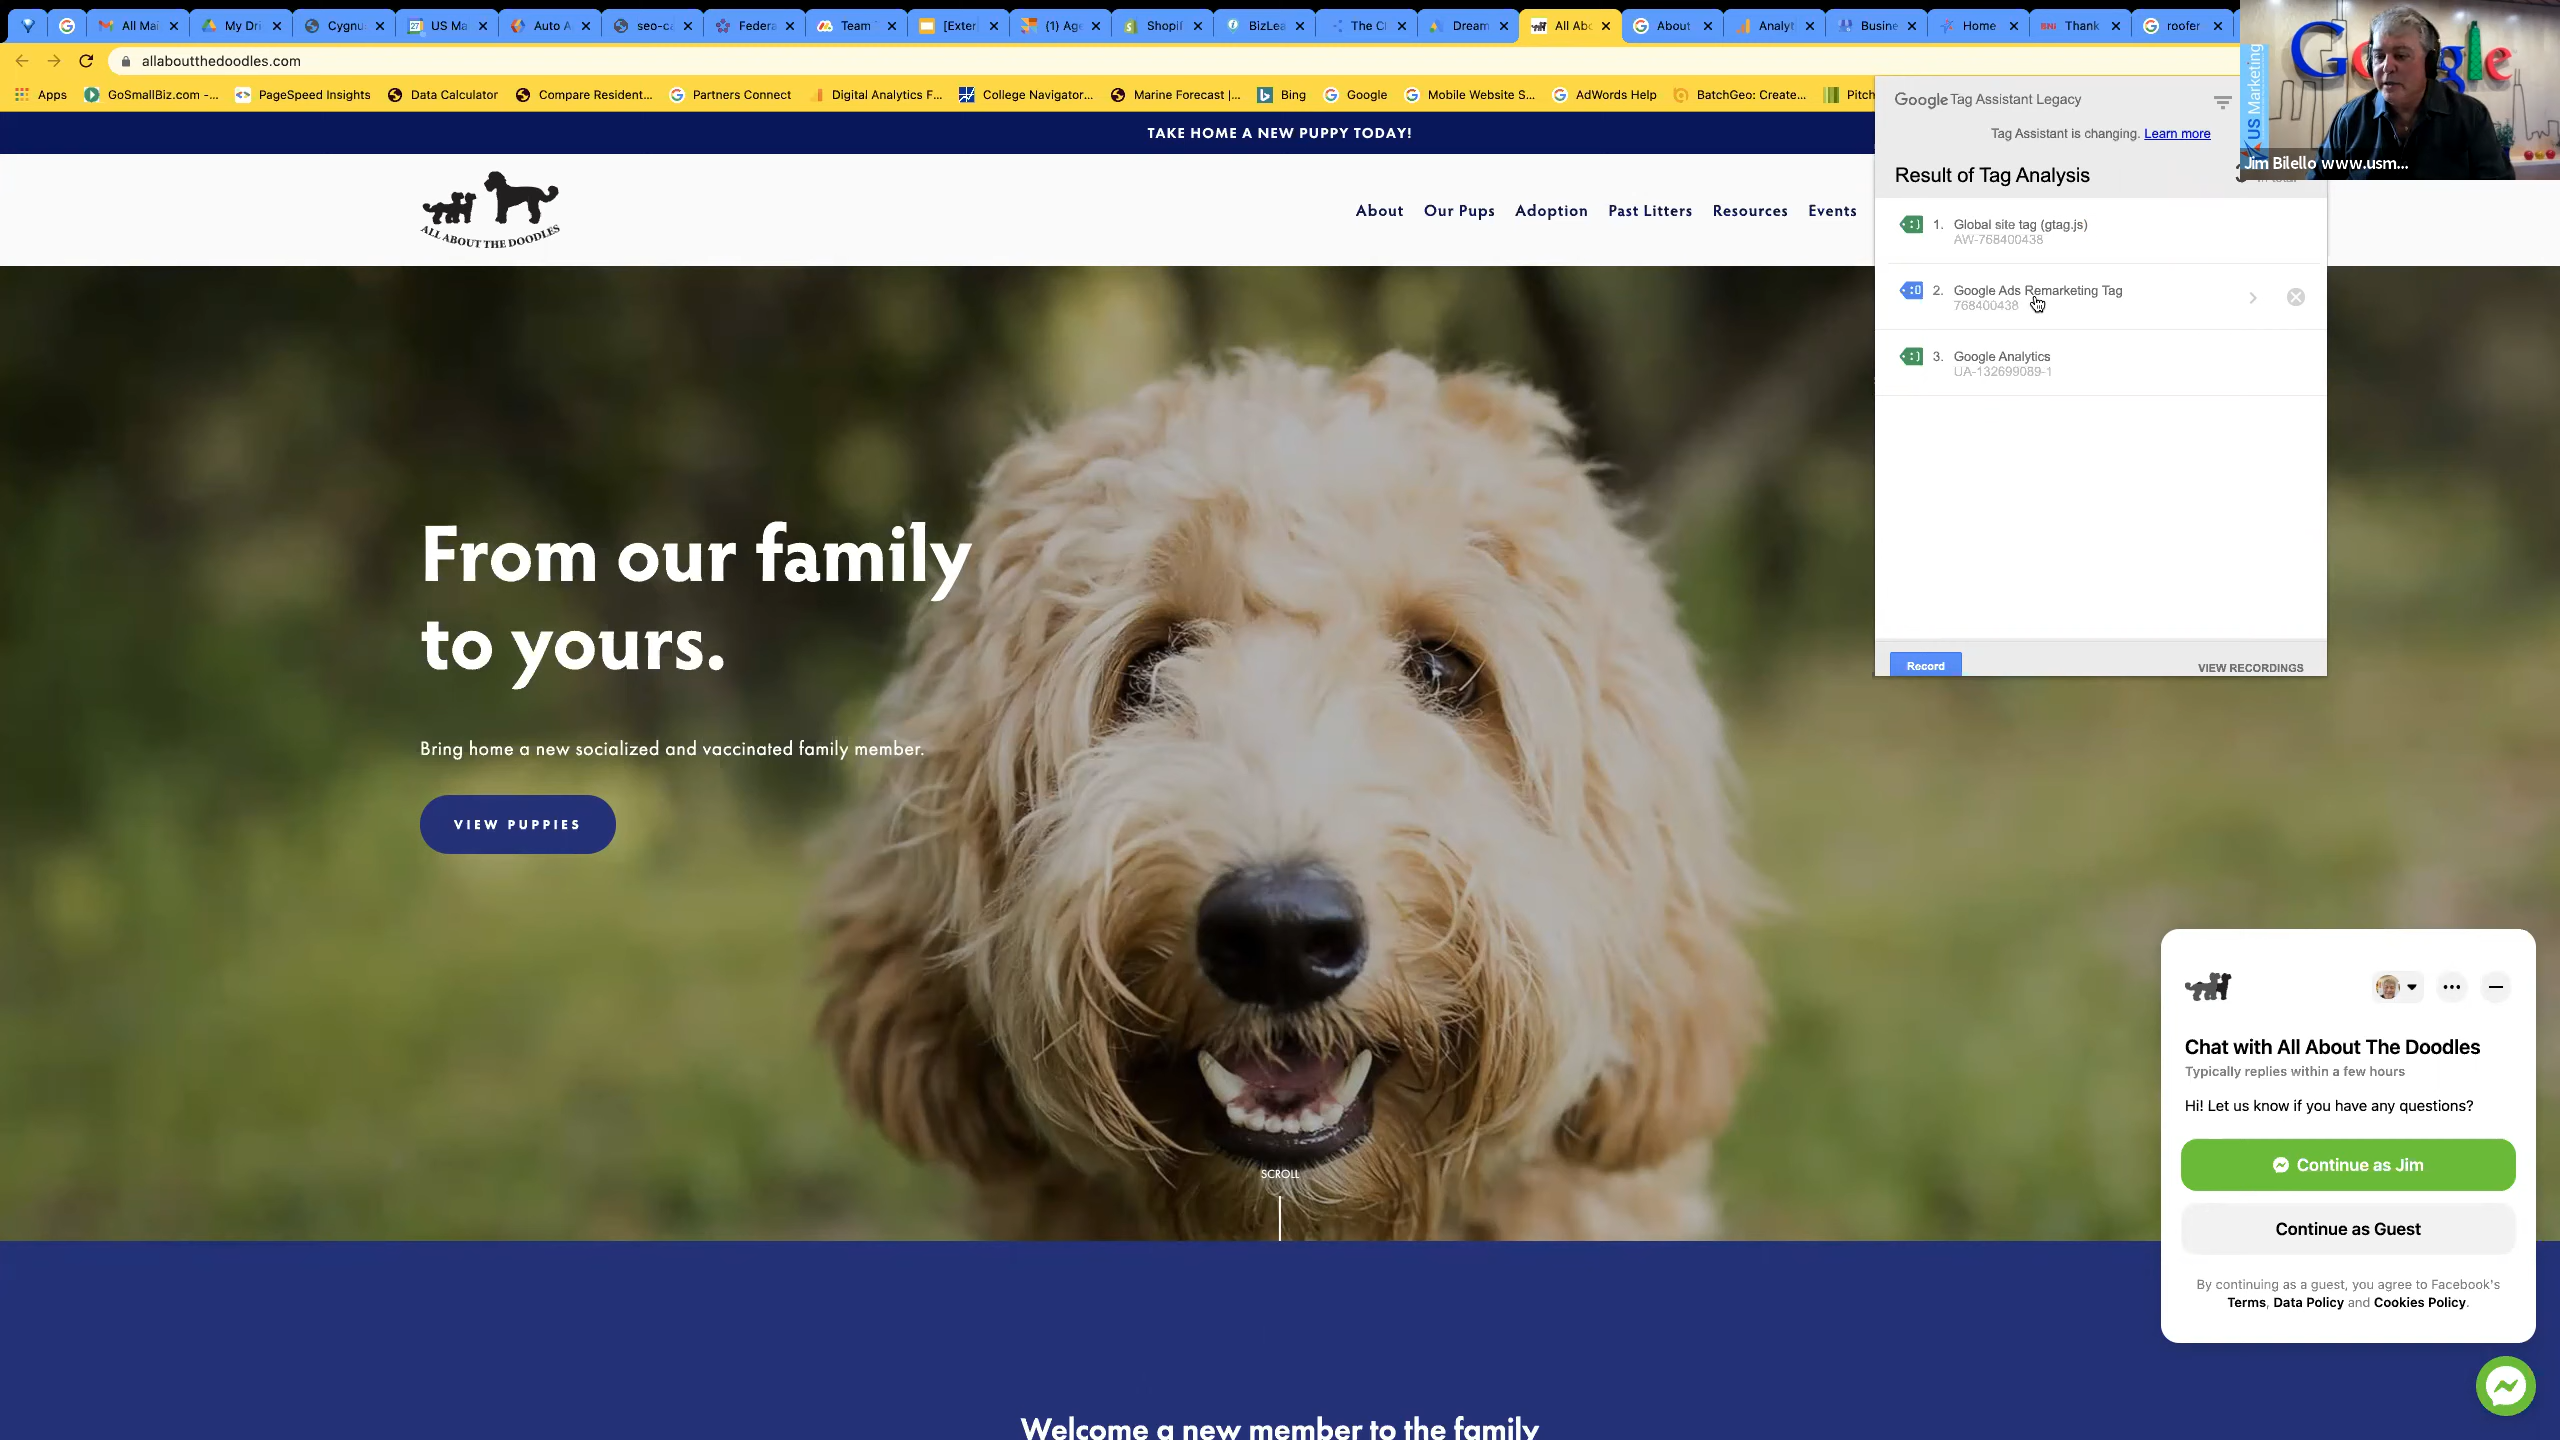 All Mai
My Dri
Cygnu
US Ma
Auto A
seo-ca
Federa
Team
[Exter
(1) Age
Shopif
BizLea
The Cl
Dream
All Abo
About
Analyt
Busine
Home
Thank
roofer
allaboutthedoodles.com
Apps
GoSmallBiz.com -...
PageSpeed Insights
Data Calculator
Compare Resident...
Partners Connect
Digital Analytics F...
College Navigator...
Marine Forecast |...
Bing
Google
Mobile Website S...
AdWords Help
BatchGeo: Create...
Pitch
TAKE HOME A NEW PUPPY TODAY!
ALL ABOUT THE DOODLES
About
Our Pups
Adoption
Past Litters
Resources
Events
Google Tag Assistant Legacy
Tag Assistant is changing. Learn more
Result of Tag Analysis
1. Global site tag (gtag.js)
AW-768400438
2. Google Ads Remarketing Tag
768400438
3. Google Analytics
UA-132699089-1
Record
VIEW RECORDINGS
Google
US Marketing
Jim Bilello www.usm...
From our family
to yours.
Bring home a new socialized and vaccinated family member.
VIEW PUPPIES
SCROLL
Chat with All About The Doodles
Typically replies within a few hours
Hi! Let us know if you have any questions?
Continue as Jim
Continue as Guest
By continuing as a guest, you agree to Facebook's
Terms, Data Policy and Cookies Policy.
Welcome a new member to the family